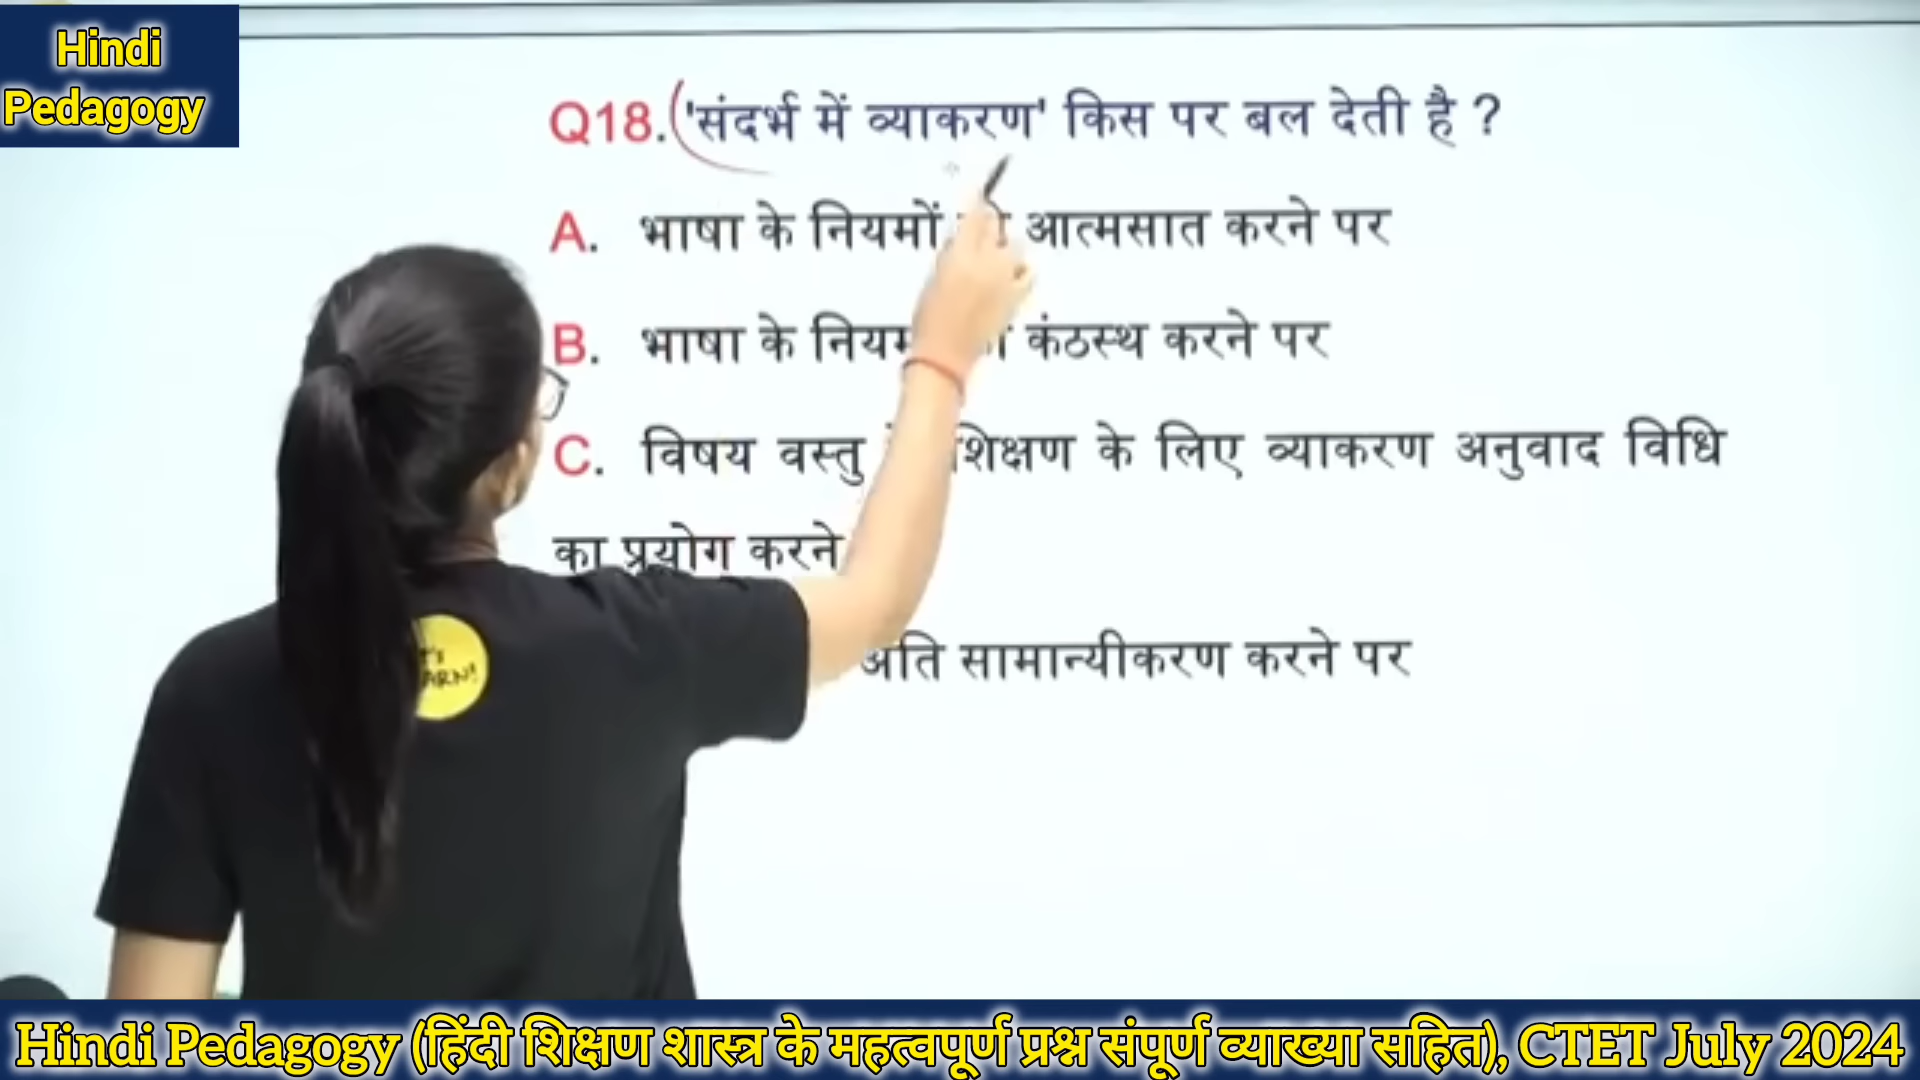 Hindi
Pedagogy
Q18. 'संदर्भ में व्याकरण' किस पर बल देती है ?
A. भाषा के नियमों आत्मसात करने पर
B. भाषा के कंठस्थ करने पर
C. विषय वस्तु शिक्षण के लिए व्याकरण अनुवाद विधि
का प्रयोग करने
अति सामान्यीकरण करने पर
Hindi Pedagogy (हिंदी शिक्षण शास्त्र के महत्वपूर्ण प्रश्न संपूर्ण व्याख्या सहित), CTET July 2024